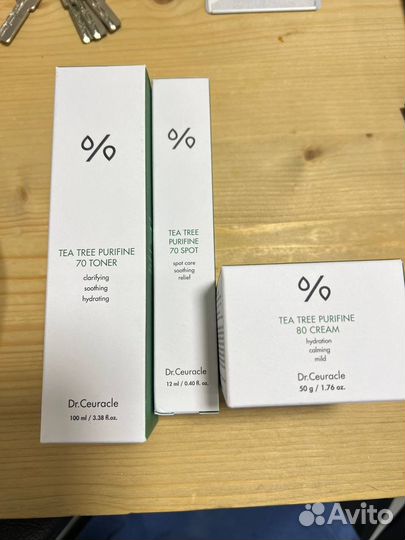 %
TEA TREE PURIFINE
70 TONER
clarifying
soothing
hydrating
Dr.Ceuracle
100 ml / 3.38 fl.oz.
%
TEA TREE
PURIFINE
70 SPOT
spot care
soothing
relief
Dr.Ceuracle
12 ml / 0.40 fl.oz.
%
TEA TREE PURIFINE
80 CREAM
hydration
calming
mild
Dr.Ceuracle
50 g / 1.76 oz.
Avito